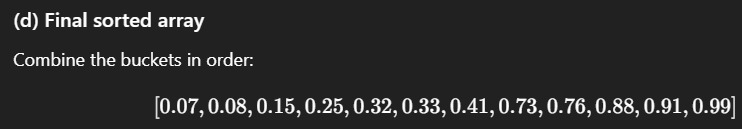 (d) Final sorted array
Combine the buckets in order:
[0.07, 0.08, 0.15, 0.25, 0.32, 0.33, 0.41, 0.73, 0.76, 0.88, 0.91, 0.99]